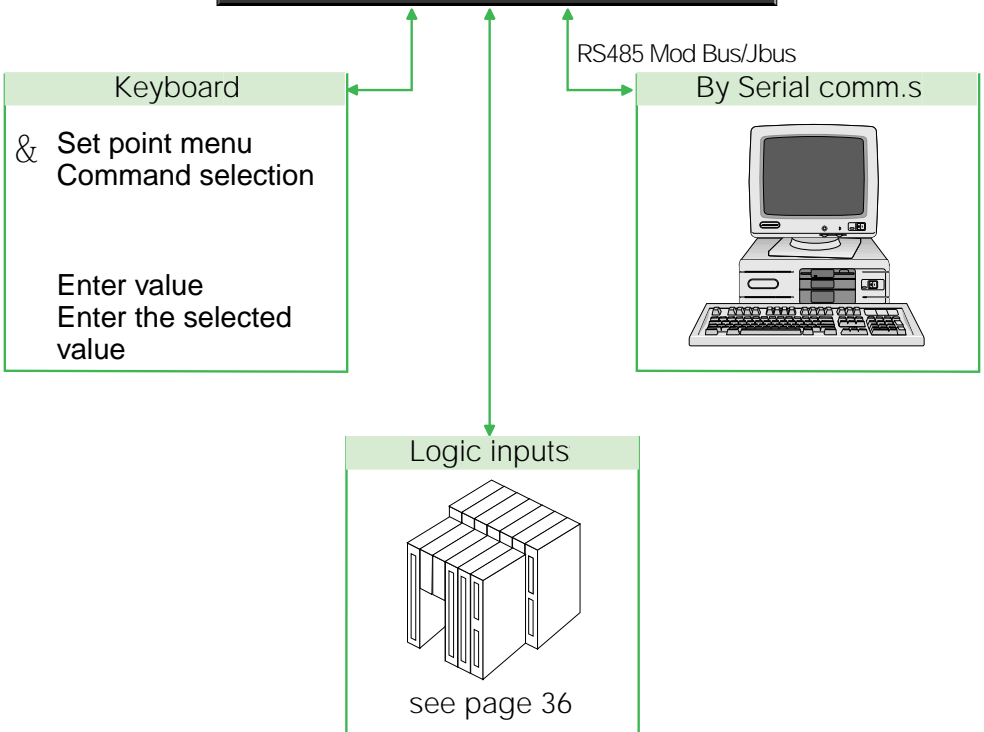 RS485 Mod Bus/Jbus
Keyboard
By Serial comm.s
& Set point menu
Command selection
Enter value
Enter the selected
value
Logic inputs
see page 36